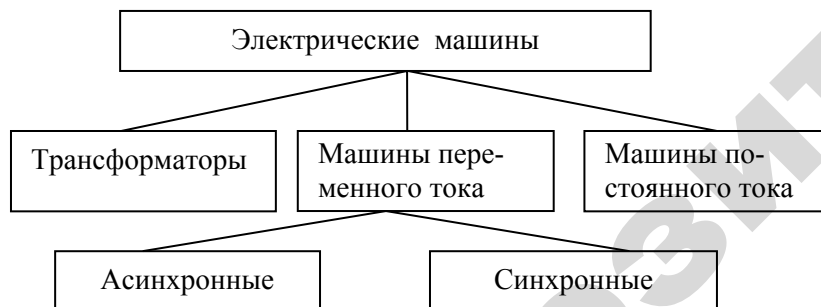 Электрические машины
Трансформаторы
Машины пере-
менного тока
Машины по-
стоянного тока
Асинхронные
Синхронные